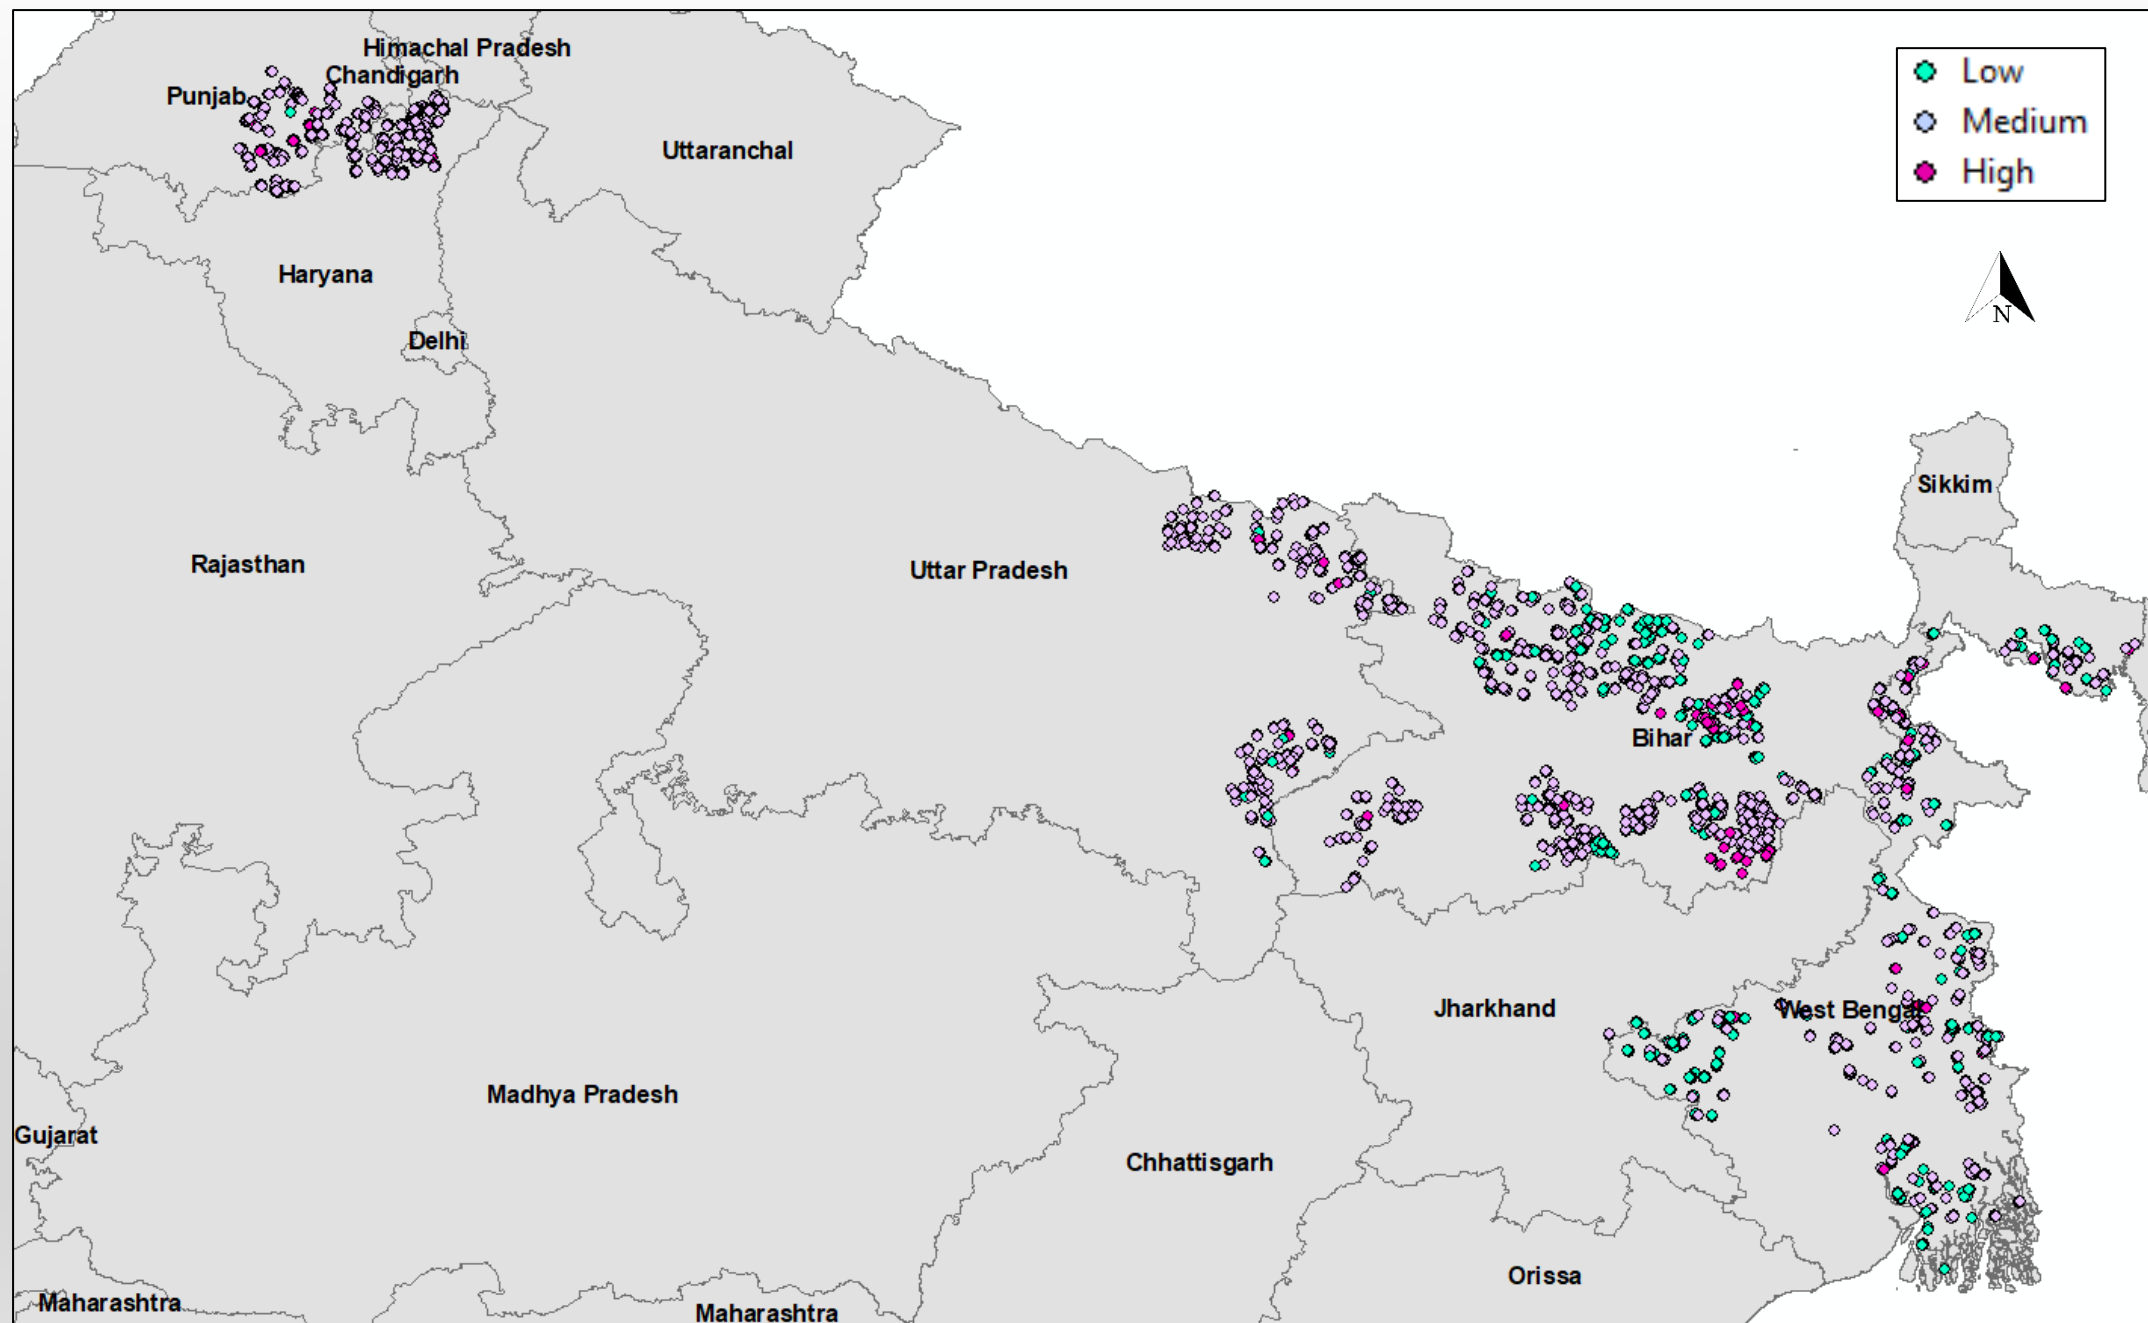 Himachal Pradesh
Chandigarh
Punjab
Low
Medium
High
Uttaranchal
Haryana
N
Delhi
Sikkim
Rajasthan
Uttar Pradesh
Bihar
Jharkhand
West Bengal
Madhya Pradesh
Gujarat
Chhattisgarh
Orissa
Maharashtra
Maharashtra